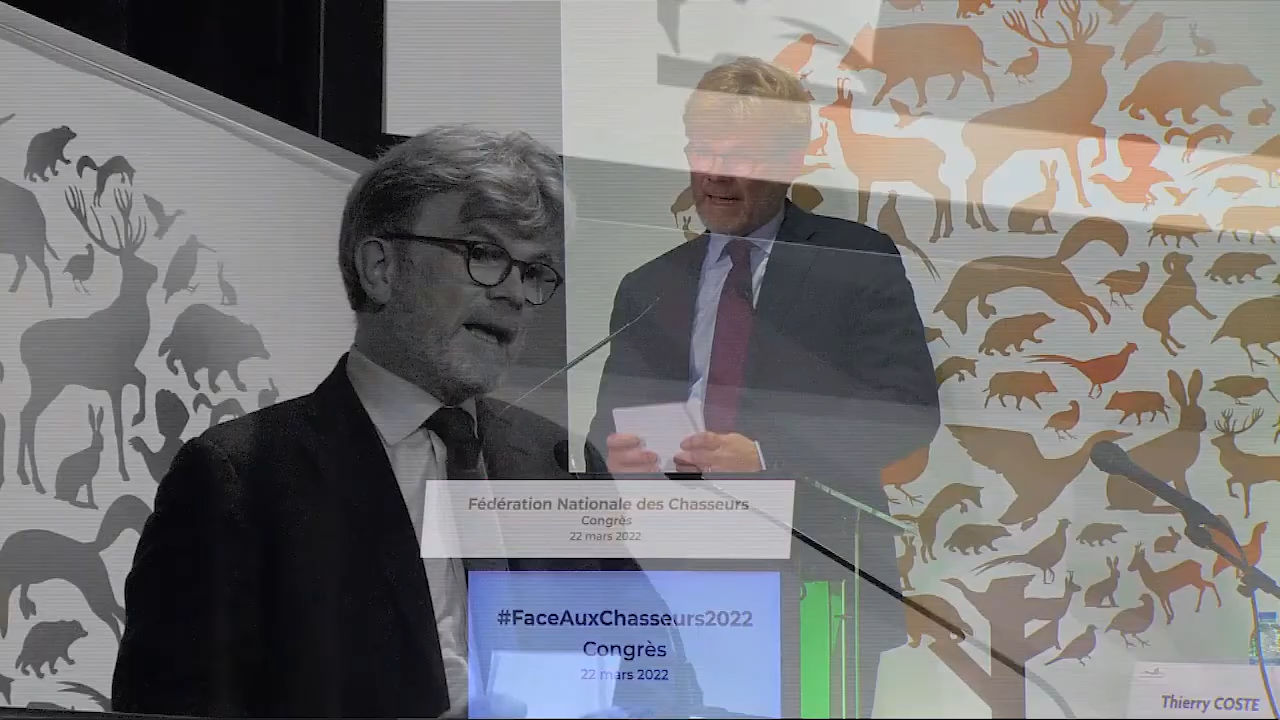 Fédération Nationale des Chasseurs
Congrès
22 mars 2022
#FaceAuxChasseurs2022
Congrès
22 mars 2022
Thierry COSTE